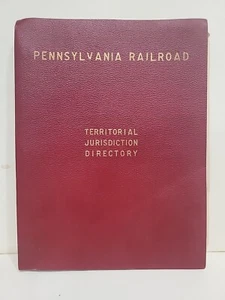 PENNSYLVANIA RAILROAD
TERRITORIAL
JURISDICTION
DIRECTORY